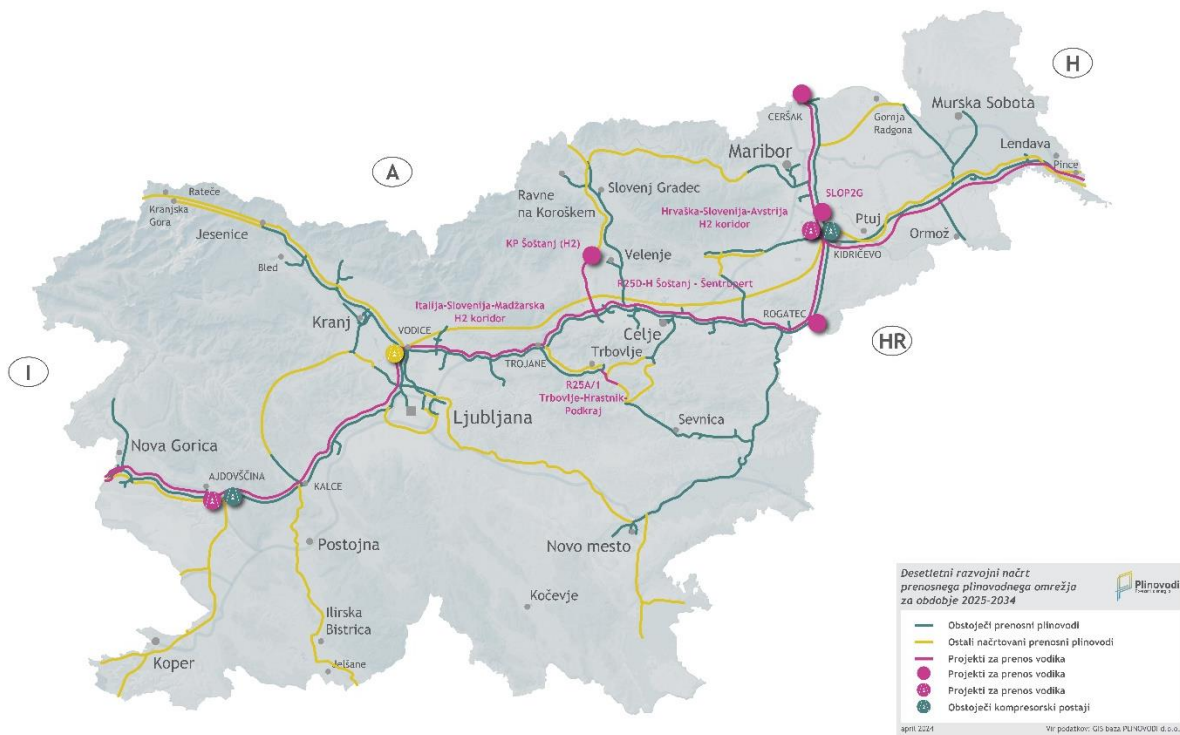 H
Murska Sobota
CERŠAK
Gornja
Radgona
Lendava
Maribor
Pince
A
Rateče
Kranjska
Gora
Ravne
na Koroškem
Slovenj Gradec
SLOP2G
Hrvaška-Slovenija-Avstrija
H2 koridor
Ptuj
Ormož
Jesenice
KP Šoštanj (H2)
Velenje
KIDRIČEVO
Bled
R25D-H Šoštanj - Šentrupert
Italija-Slovenija-Madžarska
H2 koridor
Kranj
VODICE
ROGATEC
Celje
HR
TROJANE
Trbovlje
I
R25A/1
Trbovlje-Hrastnik-
Podkraj
Ljubljana
Sevnica
Nova Gorica
AJDOVŠČINA
KALCE
Postojna
Novo mesto
Kočevje
Ilirska
Bistrica
Koper
Jelšane
Desetletni razvojni načrt
prenosnega plinovodnega omrežja
za obdobje 2025-2034
Plinovodi
Obstoječi prenosni plinovodi
Ostali načrtovani prenosni plinovodi
Projekti za prenos vodika
Projekti za prenos vodika
Projekti za prenos vodika
Obstoječi kompresorski postaji
april 2024
Vir podatkov: GIS baza PLINOVODI d.o.o.